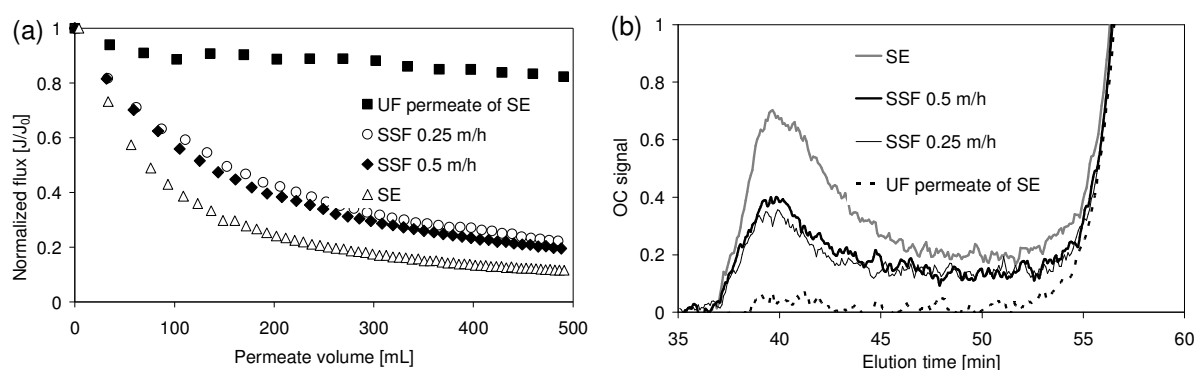 (a)
Normalized flux [J/J0]
1
0.8
0.6
0.4
0.2
0
UF permeate of SE
SSF 0.25 m/h
SSF 0.5 m/h
SE
0 100 200 300 400 500
Permeate volume [mL]
(b)
OC signal
1
0.8
0.6
0.4
0.2
0
SE
SSF 0.5 m/h
SSF 0.25 m/h
UF permeate of SE
35 40 45 50 55 60
Elution time [min]